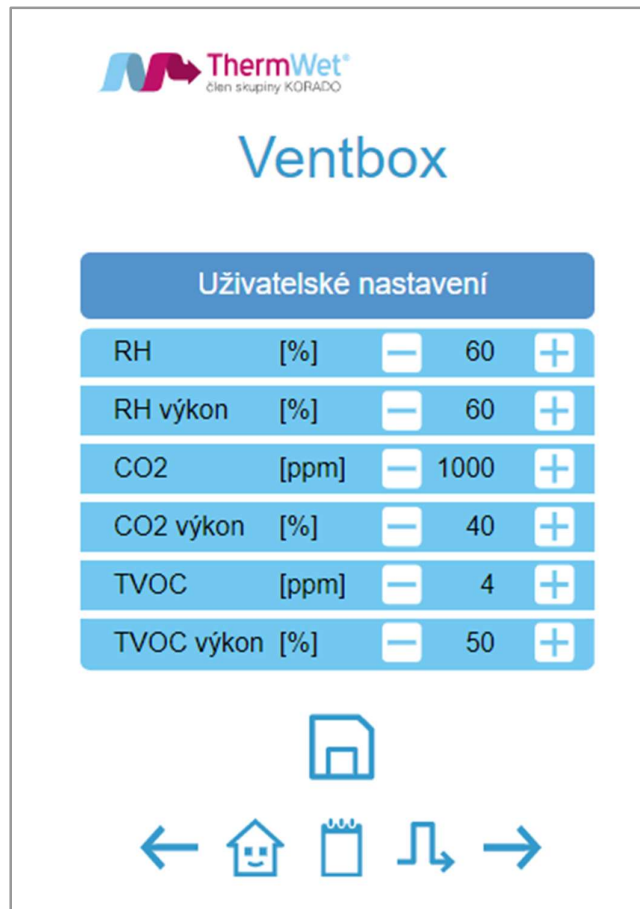 ThermWet®
člen skupiny KORADO
Ventbox
Uživatelské nastavení
RH [%] 60
RH výkon [%] 60
CO2 [ppm] 1000
CO2 výkon [%] 40
TVOC [ppm] 4
TVOC výkon [%] 50